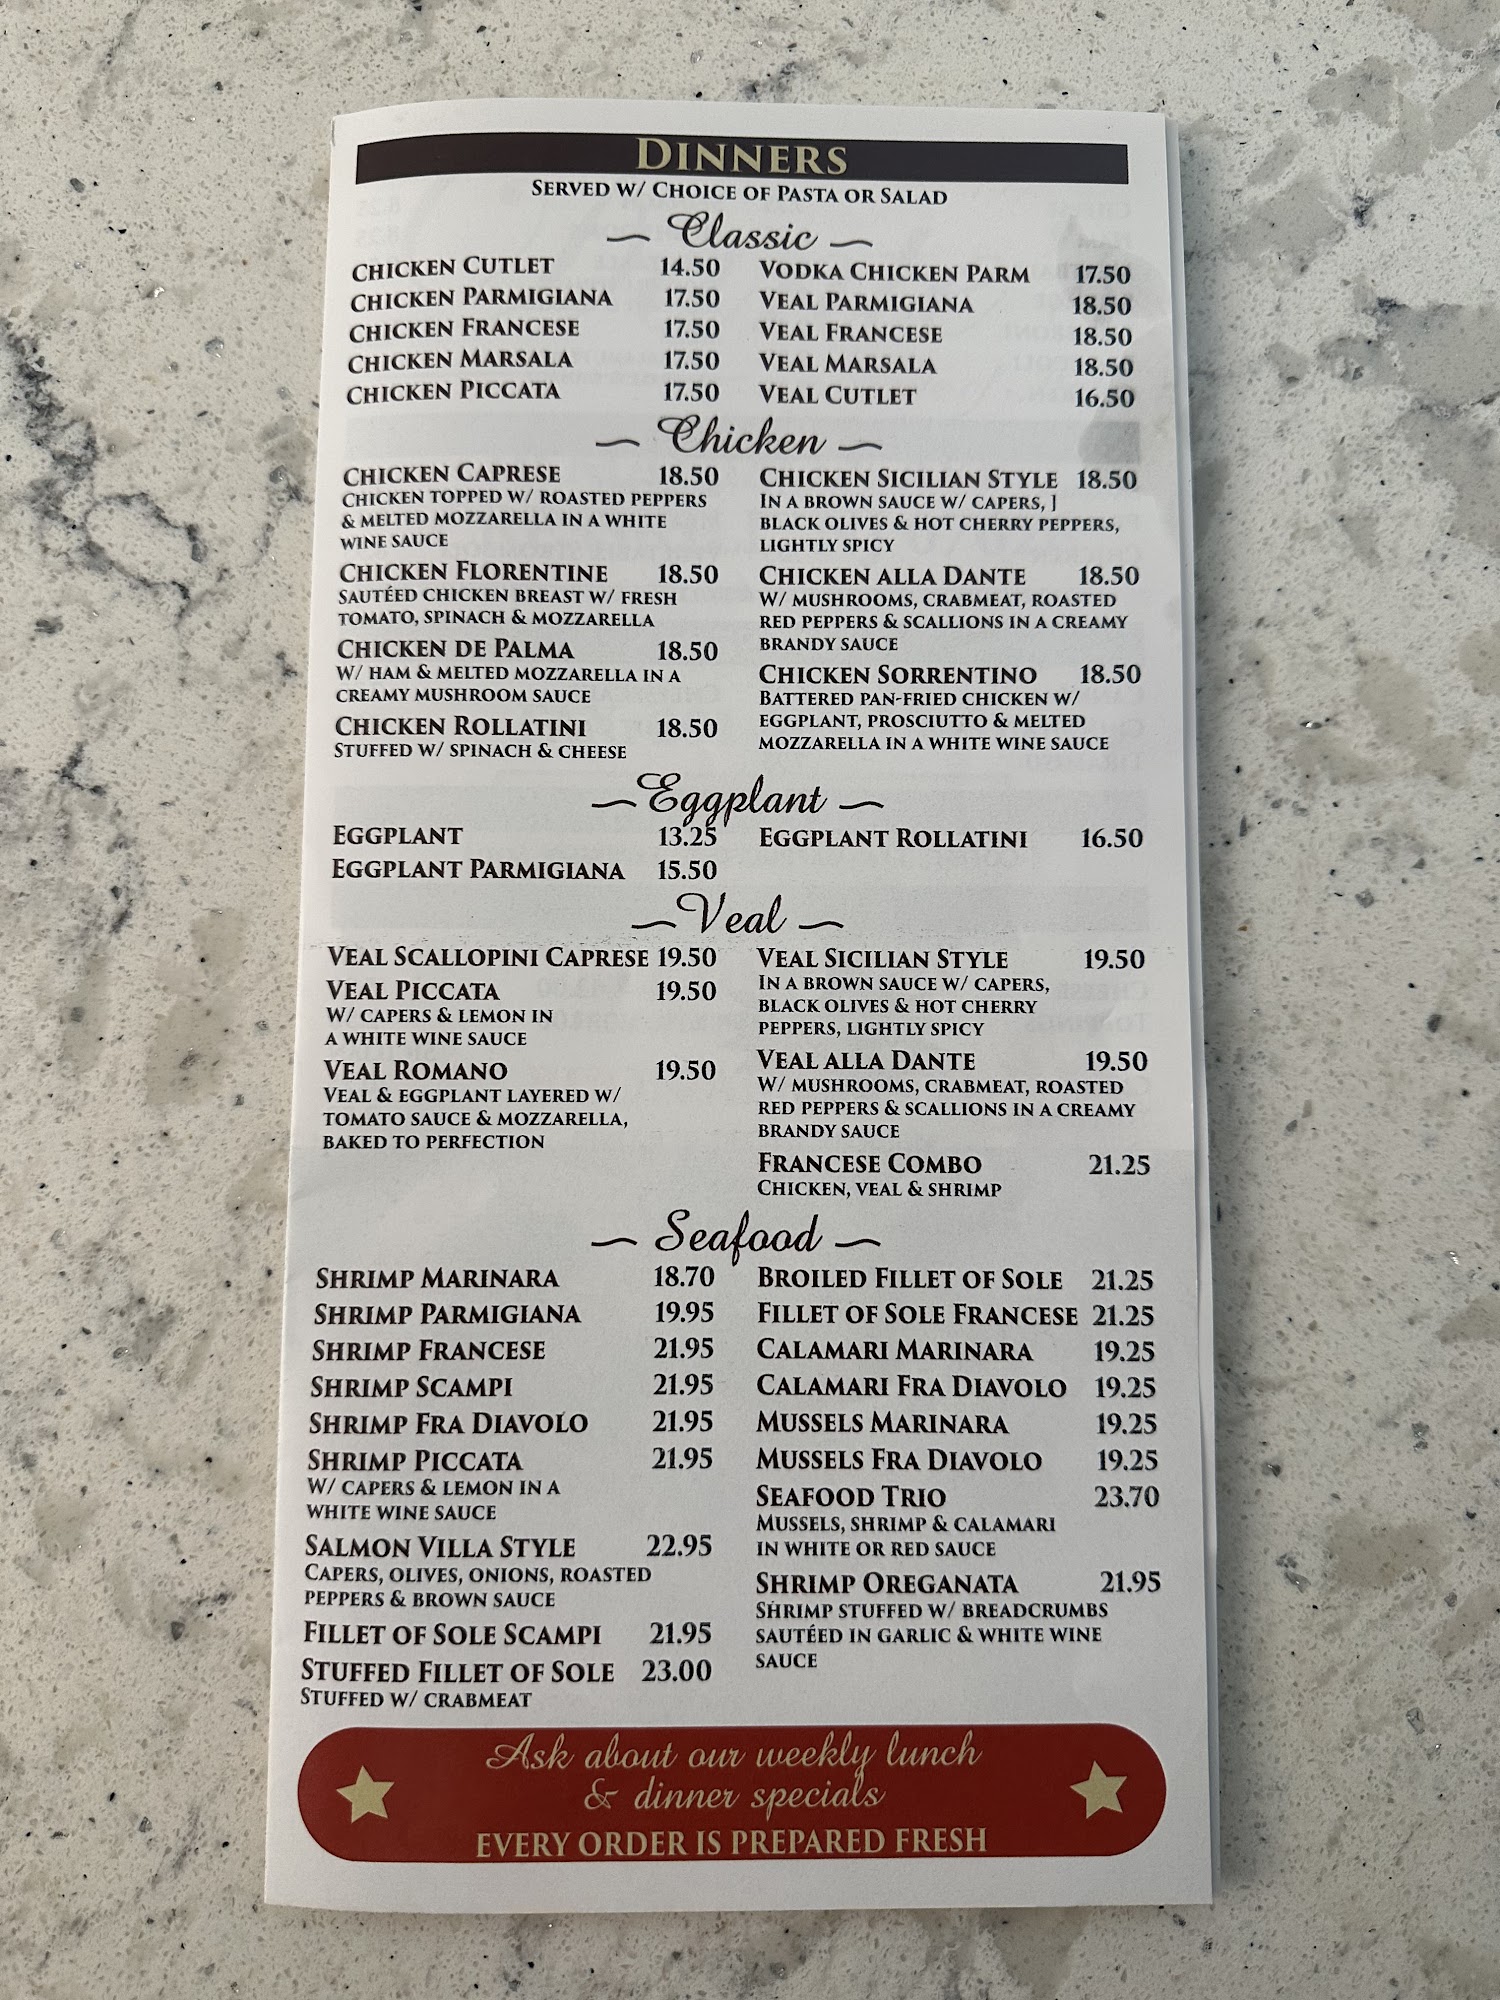 DINNERS
SERVED W/ CHOICE OF PASTA OR SALAD
Classic
CHICKEN CUTLET 14.50
CHICKEN PARMIGIANA 17.50
CHICKEN FRANCESE 17.50
CHICKEN MARSALA 17.50
CHICKEN PICCATA 17.50
VODKA CHICKEN PARM 17.50
VEAL PARMIGIANA 18.50
VEAL FRANCESE 18.50
VEAL MARSALA 18.50
VEAL CUTLET 16.50
Chicken
CHICKEN CAPRESE 18.50
CHICKEN TOPPED W/ ROASTED PEPPERS
& MELTED MOZZARELLA IN A WHITE
WINE SAUCE
CHICKEN FLORENTINE 18.50
SAUTÉED CHICKEN BREAST W/ FRESH
TOMATO, SPINACH & MOZZARELLA
CHICKEN DE PALMA 18.50
W/ HAM & MELTED MOZZARELLA IN A
CREAMY MUSHROOM SAUCE
CHICKEN ROLLATINI 18.50
STUFFED W/ SPINACH & CHEESE
CHICKEN SICILIAN STYLE 18.50
IN A BROWN SAUCE W/ CAPERS, J
BLACK OLIVES & HOT CHERRY PEPPERS,
LIGHTLY SPICY
CHICKEN ALLA DANTE 18.50
W/ MUSHROOMS, CRABMEAT, ROASTED
RED PEPPERS & SCALLIONS IN A CREAMY
BRANDY SAUCE
CHICKEN SORRENTINO 18.50
BATTERED PAN-FRIED CHICKEN W/
EGGPLANT, PROSCIUTTO & MELTED
MOZZARELLA IN A WHITE WINE SAUCE
Eggplant
EGGPLANT 13.25
EGGPLANT PARMIGIANA 15.50
EGGPLANT ROLLATINI 16.50
Veal
VEAL SCALLOPINI CAPRESE 19.50
VEAL PICCATA 19.50
W/ CAPERS & LEMON IN
A WHITE WINE SAUCE
VEAL ROMANO 19.50
VEAL & EGGPLANT LAYERED W/
TOMATO SAUCE & MOZZARELLA,
BAKED TO PERFECTION
VEAL SICILIAN STYLE 19.50
IN A BROWN SAUCE W/ CAPERS,
BLACK OLIVES & HOT CHERRY
PEPPERS, LIGHTLY SPICY
VEAL ALLA DANTE 19.50
W/ MUSHROOMS, CRABMEAT, ROASTED
RED PEPPERS & SCALLIONS IN A CREAMY
BRANDY SAUCE
FRANCESE COMBO 21.25
CHICKEN, VEAL & SHRIMP
Seafood
SHRIMP MARINARA 18.70
SHRIMP PARMIGIANA 19.95
SHRIMP FRANCESE 21.95
SHRIMP SCAMPI 21.95
SHRIMP FRA DIAVOLO 21.95
SHRIMP PICCATA 21.95
W/ CAPERS & LEMON IN A
WHITE WINE SAUCE
SALMON VILLA STYLE 22.95
CAPERS, OLIVES, ONIONS, ROASTED
PEPPERS & BROWN SAUCE
FILLET OF SOLE SCAMPI 21.95
STUFFED FILLET OF SOLE 23.00
STUFFED W/ CRABMEAT
BROILED FILLET OF SOLE 21.25
FILLET OF SOLE FRANCESE 21.25
CALAMARI MARINARA 19.25
CALAMARI FRA DIAVOLO 19.25
MUSSELS MARINARA 19.25
MUSSELS FRA DIAVOLO 19.25
SEAFOOD TRIO 23.70
MUSSELS, SHRIMP & CALAMARI
IN WHITE OR RED SAUCE
SHRIMP OREGANATA 21.95
SHRIMP STUFFED W/ BREADCRUMBS
SAUTÉED IN GARLIC & WHITE WINE
SAUCE
Ask about our weekly lunch
& dinner specials
EVERY ORDER IS PREPARED FRESH